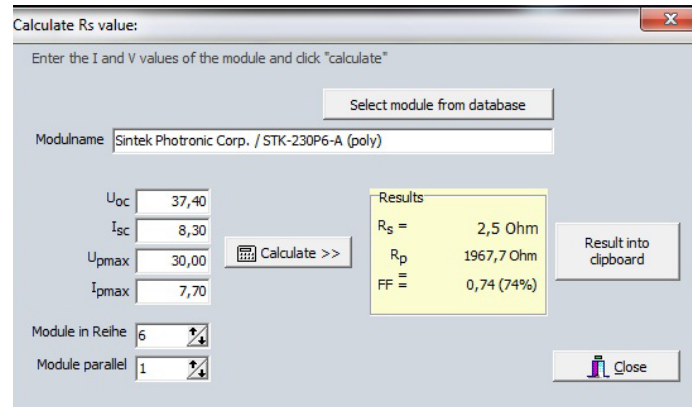 Calculate Rs value:
Enter the I and V values of the module and click "calculate"
Select module from database
Modulname Sintek Photronic Corp. / STK-230P6-A (poly)
Uoc 37,40
Isc 8,30
Upmax 30,00
Ipmax 7,70
Calculate >>
Results
Rs = 2,5 Ohm
Rp = 1967,7 Ohm
FF = 0,74 (74%)
Result into
clipboard
Module in Reihe 6
Module parallel 1
Close